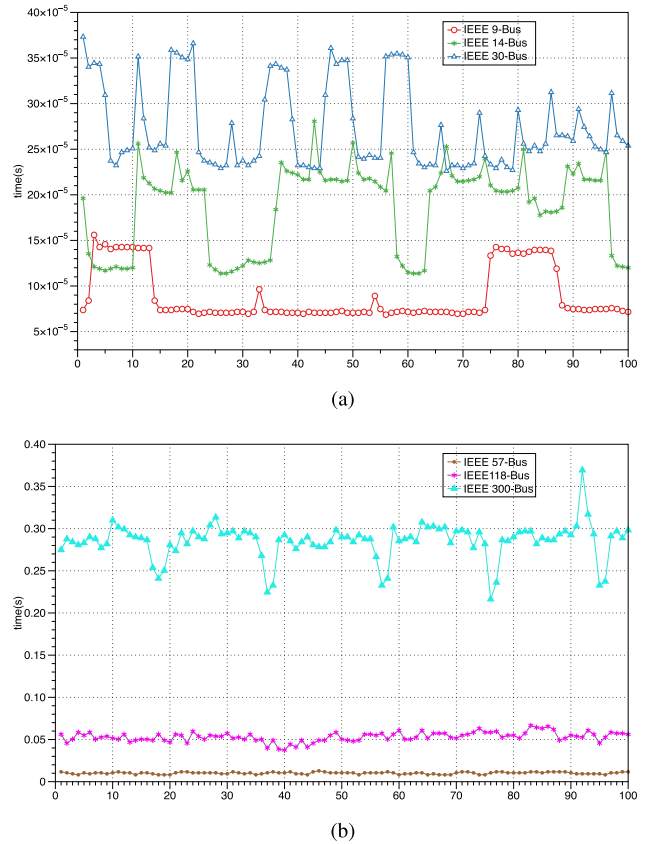 40×10⁻⁵
35×10⁻⁵
30×10⁻⁵
25×10⁻⁵
20×10⁻⁵
15×10⁻⁵
10×10⁻⁵
5×10⁻⁵
time(s)
IEEE 9-Bus
IEEE 14-Bus
IEEE 30-Bus
0 10 20 30 40 50 60 70 80 90 100
(a)
0.40
0.35
0.30
0.25
0.20
0.15
0.10
0.05
0
time(s)
IEEE 57-Bus
IEEE118-Bus
IEEE 300-Bus
0 10 20 30 40 50 60 70 80 90 100
(b)